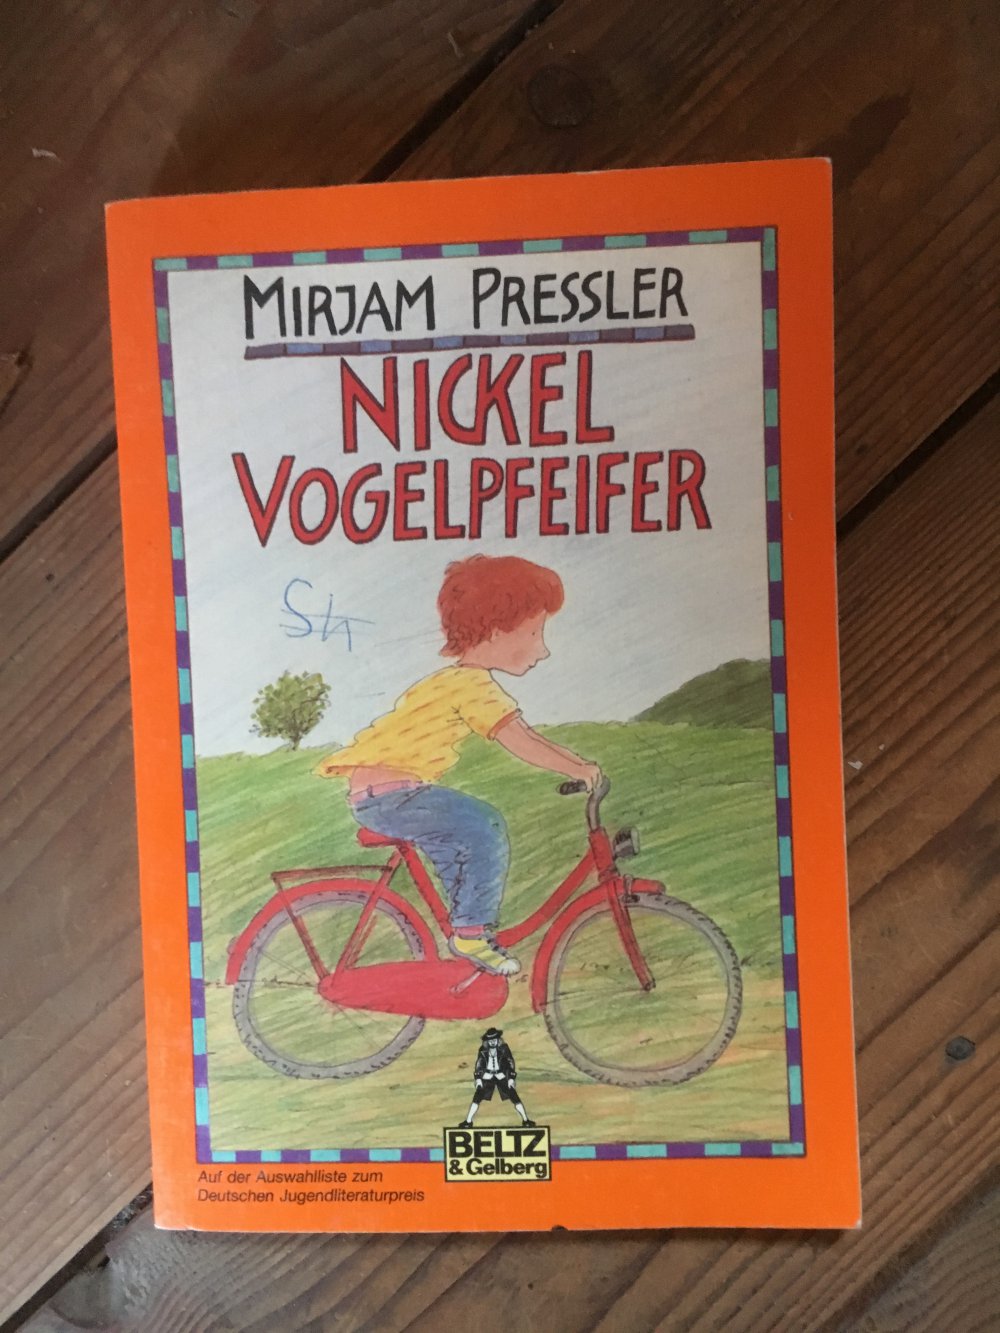 MIRJAM PRESSLER
NICKEL
VOGELPFEIFER
BELTZ
& Gelberg
Auf der Auswahlliste zum
Deutschen Jugendliteraturpreis